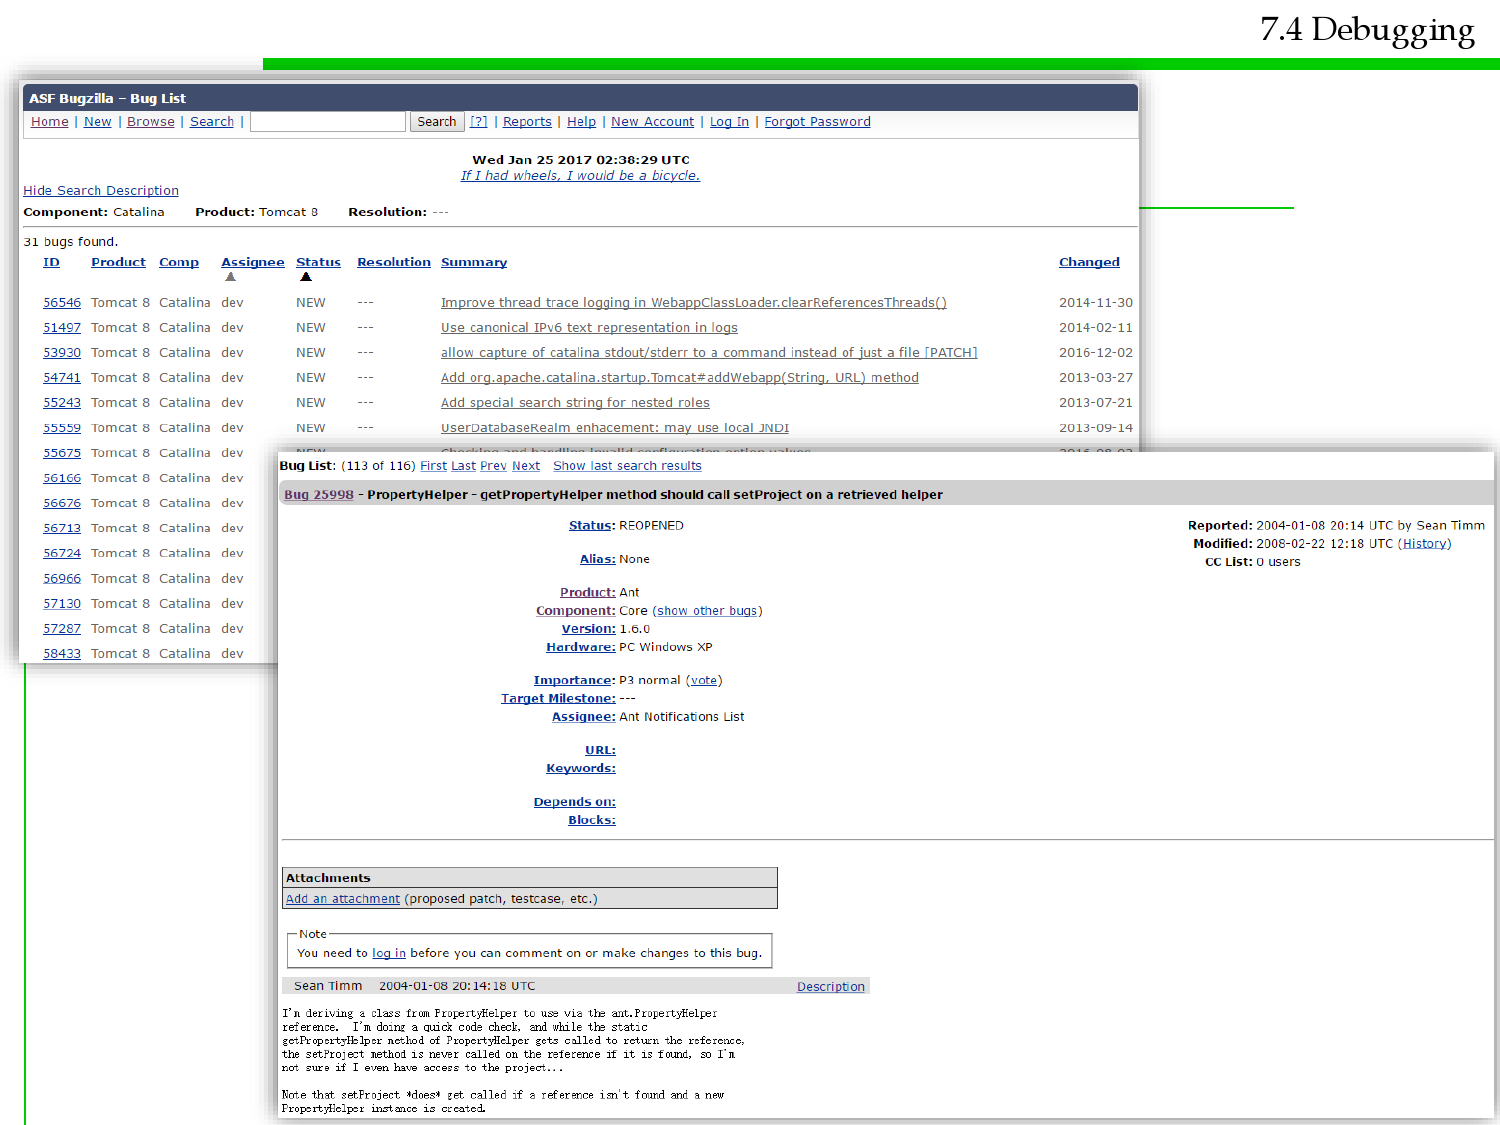 7.4 Debugging
ASF Bugzilla – Bug List
Home | New | Browse | Search | Search [?] | Reports | Help | New Account | Log In | Forgot Password
Wed Jan 25 2017 02:38:29 UTC
If I had wheels, I would be a bicycle.
Hide Search Description
Component: Catalina Product: Tomcat 8 Resolution: ---
31 bugs found.
ID Product Comp Assignee Status Resolution Summary Changed
56546 Tomcat 8 Catalina dev NEW --- Improve thread trace logging in WebappClassLoader.clearReferencesThreads() 2014-11-30
51497 Tomcat 8 Catalina dev NEW --- Use canonical IPv6 text representation in logs 2014-02-11
53930 Tomcat 8 Catalina dev NEW --- allow capture of catalina stdout/stderr to a command instead of just a file [PATCH] 2016-12-02
54741 Tomcat 8 Catalina dev NEW --- Add org.apache.catalina.startup.Tomcat#addWebapp(String, URL) method 2013-03-27
55243 Tomcat 8 Catalina dev NEW --- Add special search string for nested roles 2013-07-21
55559 Tomcat 8 Catalina dev NEW --- UserDatabaseRealm enhacement: may use local JNDI 2013-09-14
55675 Tomcat 8 Catalina dev
56166 Tomcat 8 Catalina dev
56676 Tomcat 8 Catalina dev
56713 Tomcat 8 Catalina dev
56724 Tomcat 8 Catalina dev
56966 Tomcat 8 Catalina dev
57130 Tomcat 8 Catalina dev
57287 Tomcat 8 Catalina dev
58433 Tomcat 8 Catalina dev
Bug List: (113 of 116) First Last Prev Next Show last search results
Bug 25998 - PropertyHelper - getPropertyHelper method should call setProject on a retrieved helper
Status: REOPENED
Alias: None
Product: Ant
Component: Core (show other bugs)
Version: 1.6.0
Hardware: PC Windows XP
Importance: P3 normal (vote)
Target Milestone: ---
Assignee: Ant Notifications List
URL:
Keywords:
Depends on:
Blocks:
Reported: 2004-01-08 20:14 UTC by Sean Timm
Modified: 2008-02-22 12:18 UTC (History)
CC List: 0 users
Attachments
Add an attachment (proposed patch, testcase, etc.)
Note
You need to log in before you can comment on or make changes to this bug.
Sean Timm 2004-01-08 20:14:18 UTC Description
I'm deriving a class from PropertyHelper to use via the ant.PropertyHelper
reference. I'm doing a quick code check, and while the static
getPropertyHelper method of PropertyHelper gets called to return the reference,
the setProject method is never called on the reference if it is found, so I'm
not sure if I even have access to the project...
Note that setProject *does* get called if a reference isn't found and a new
PropertyHelper instance is created.